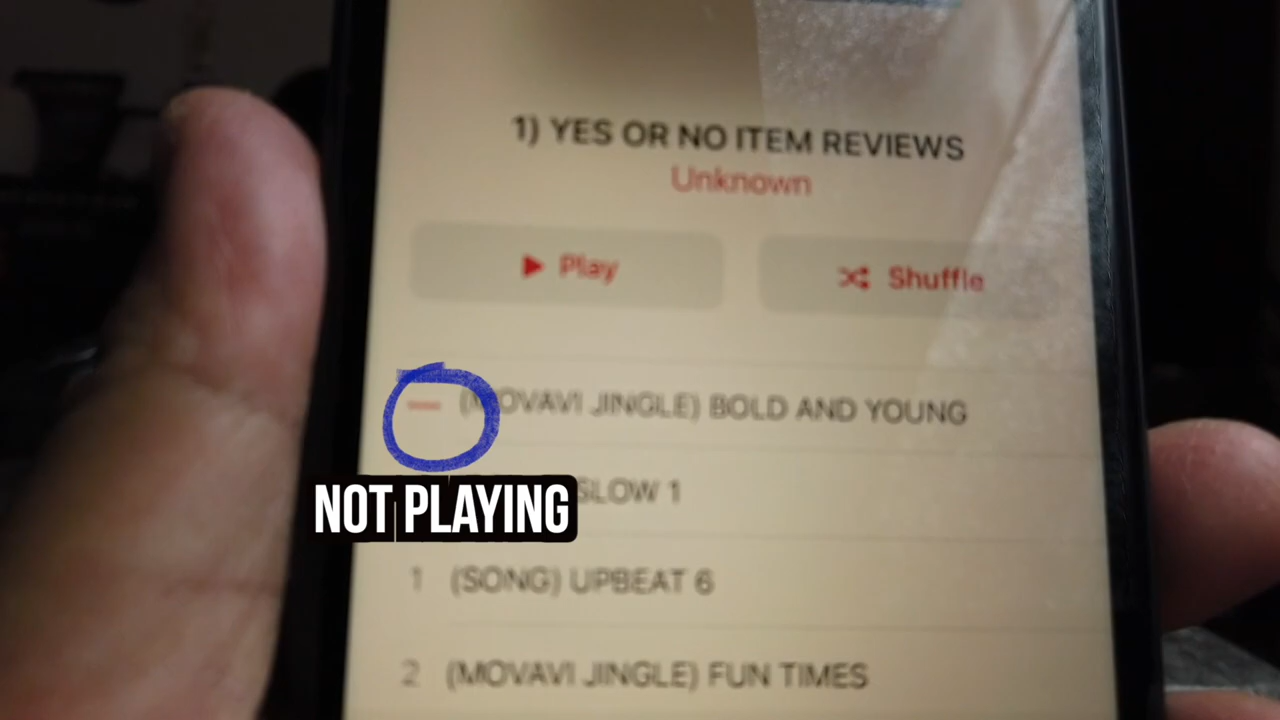 1) YES OR NO ITEM REVIEWS
Unknown
Play
Shuffle
(MOVAVI JINGLE) BOLD AND YOUNG
SLOW 1
NOT PLAYING
1 (SONG) UPBEAT 6
2 (MOVAVI JINGLE) FUN TIMES